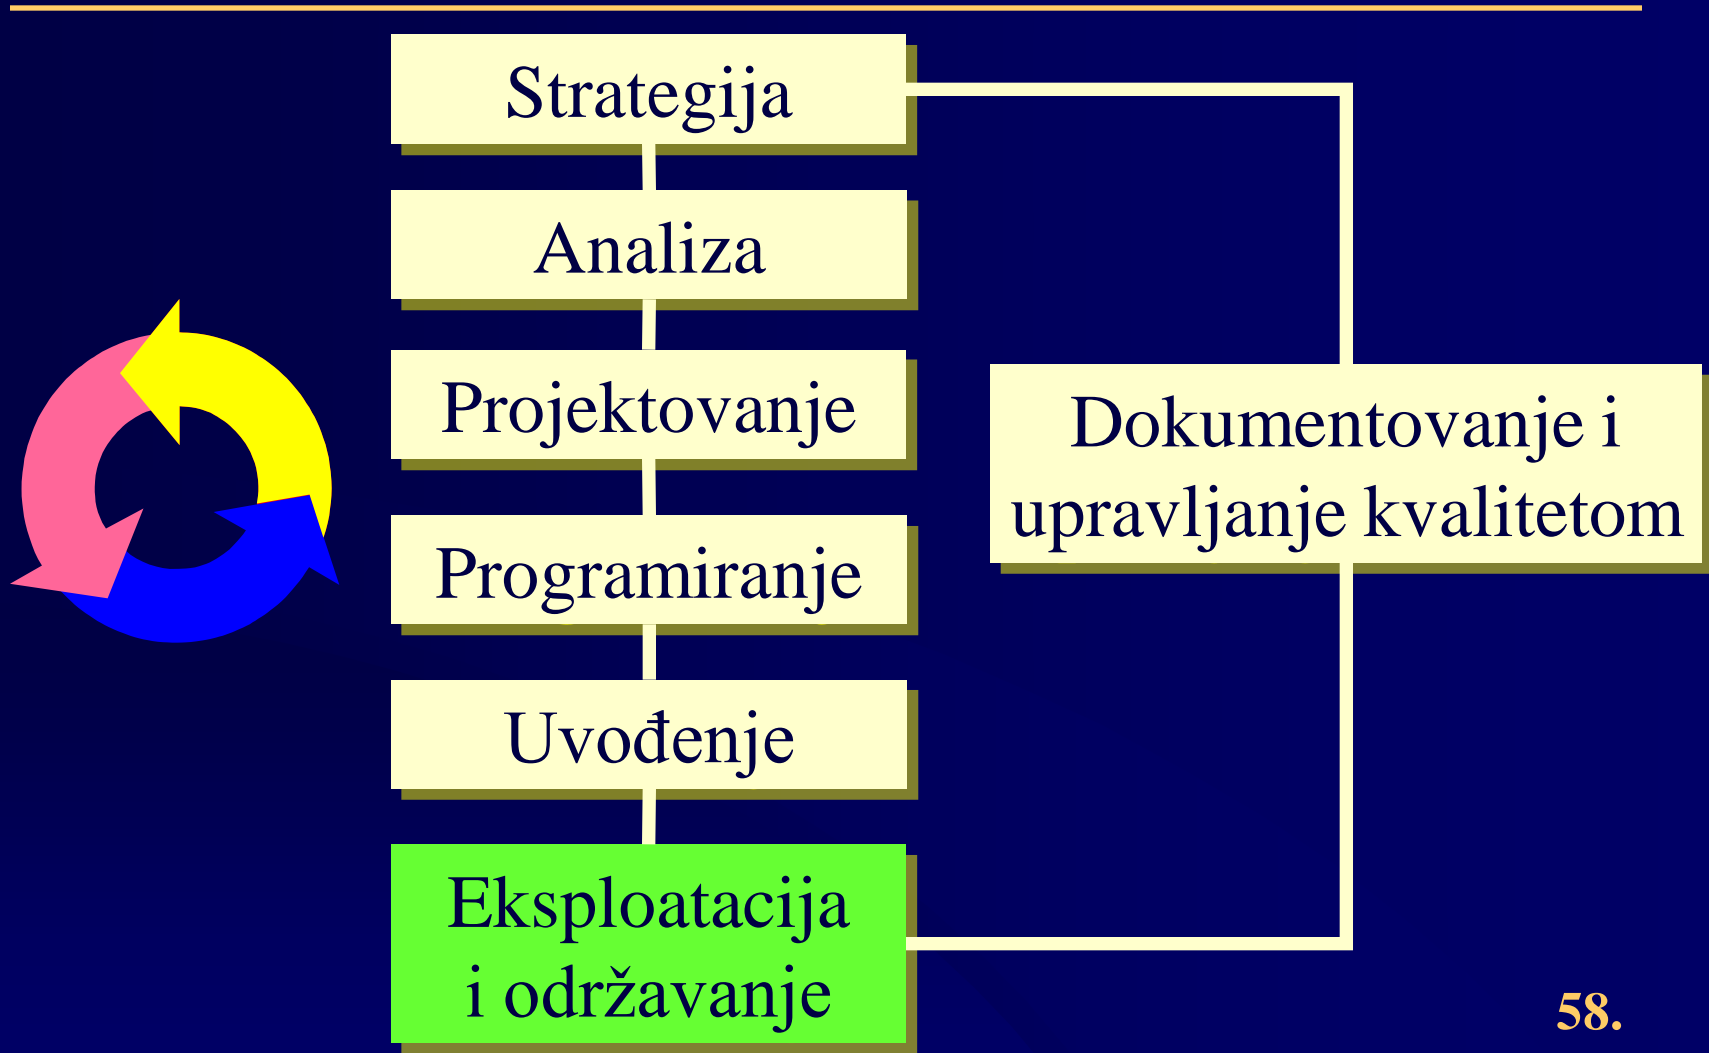 Strategija
Analiza
Projektovanje
Programiranje
Uvođenje
Eksploatacija
i održavanje
Dokumentovanje i
upravljanje kvalitetom
58.